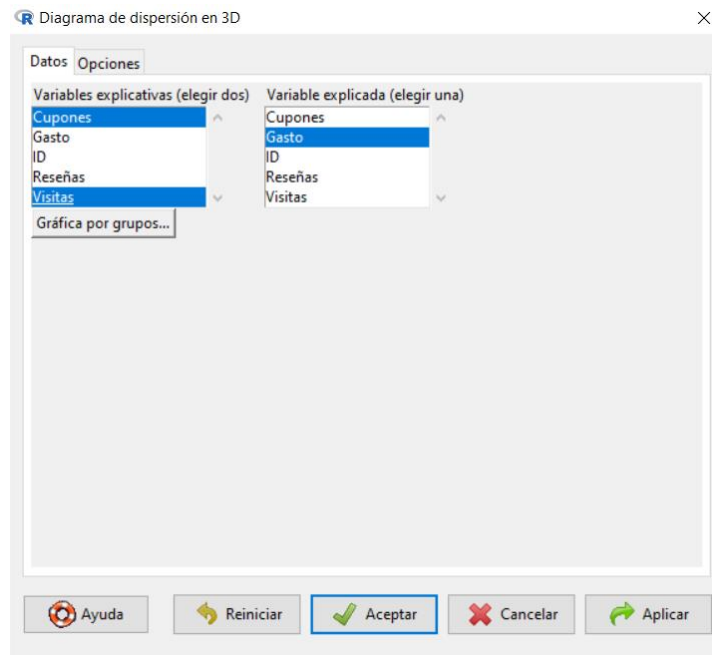 Diagrama de dispersión en 3D
Datos Opciones
Variables explicativas (elegir dos) Variable explicada (elegir una)
Cupones Cupones
Gasto Gasto
ID ID
Reseñas Reseñas
Visitas Visitas
Gráfica por grupos...
Ayuda Reiniciar Aceptar Cancelar Aplicar